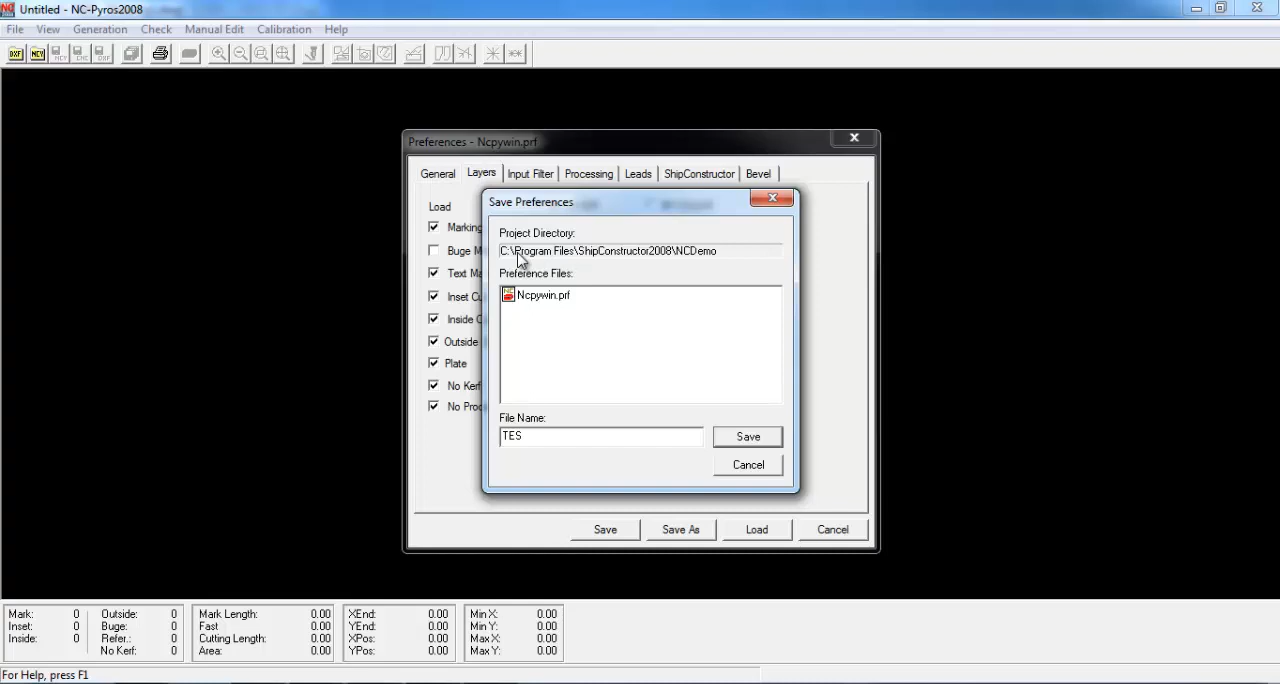 Untitled - NC-Pyros2008
File View Generation Check Manual Edit Help Calibration Help
Preferences - Ncpywin.prf
General Layers Input Filter Processing Leads ShipConstructor Bevel
Load
Marking
Buge M
Text Ma
Inset Cu
Inside C
Outside
Plate
No Kerf
No Proc
Save Preferences
Project Directory:
C:\Program Files\ShipConstructor2008\NCDemo
Preference Files:
Ncpywin.prf
File Name:
TES
Save
Cancel
Save Save As Load Cancel
Mark: 0 Outside: 0 Mark Length: 0.00 XEnd: 0.00 Min X: 0.00
Inset: 0 Buge: 0 Fast 0.00 YEnd: 0.00 Min Y: 0.00
Inside: 0 Refer.: 0 Cutting Length: 0.00 XPos: 0.00 Max X: 0.00
No Kerf: 0 Area: 0.00 YPos: 0.00 Max Y: 0.00
For Help, press F1